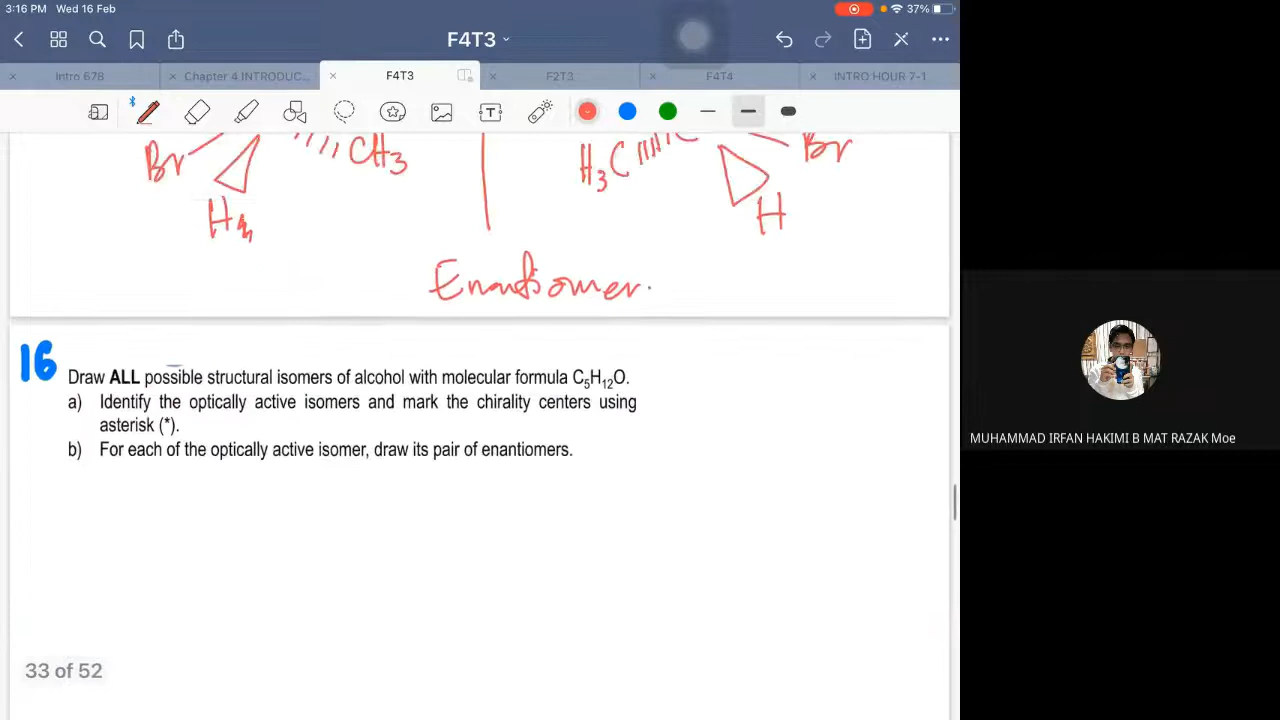 3:16 PM Wed 16 Feb
37%
F4T3
Intro 678
Chapter 4 INTRODUC...
F4T3
F2T3
F4T4
INTRO HOUR 7-1
Br
CH3
H
H3C
Br
H
Enantiomer.
16
Draw ALL possible structural isomers of alcohol with molecular formula C5H12O.
a) Identify the optically active isomers and mark the chirality centers using
asterisk (*).
b) For each of the optically active isomer, draw its pair of enantiomers.
33 of 52
MUHAMMAD IRFAN HAKIMI B MAT RAZAK Moe